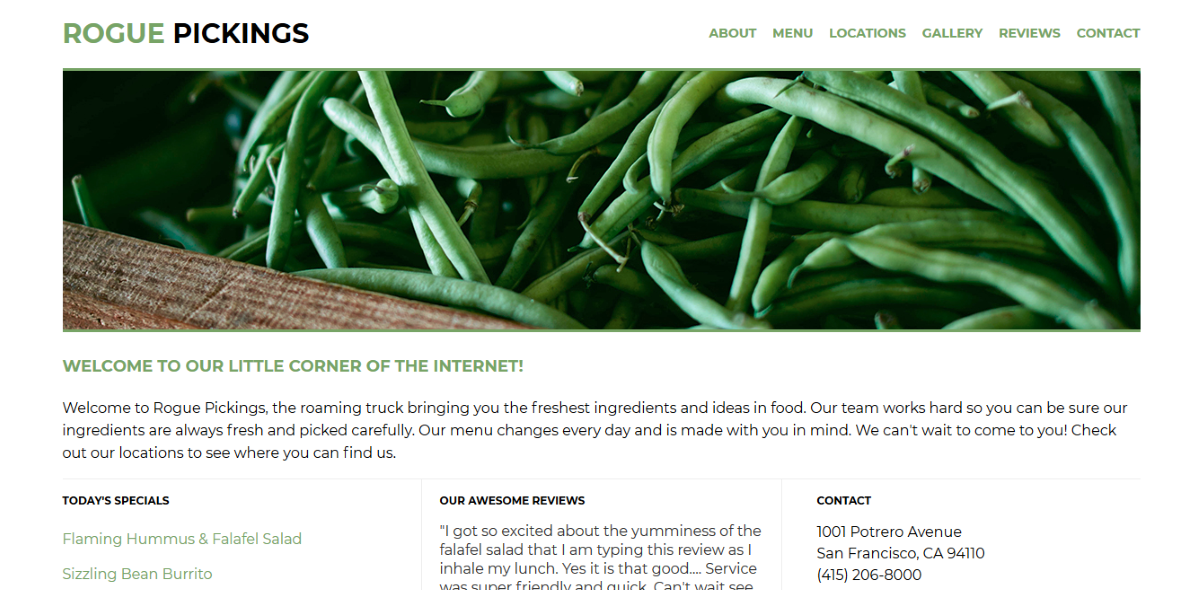 ROGUE PICKINGS
ABOUT MENU LOCATIONS GALLERY REVIEWS CONTACT
WELCOME TO OUR LITTLE CORNER OF THE INTERNET!
Welcome to Rogue Pickings, the roaming truck bringing you the freshest ingredients and ideas in food. Our team works hard so you can be sure our
ingredients are always fresh and picked carefully. Our menu changes every day and is made with you in mind. We can't wait to come to you! Check
out our locations to see where you can find us.
TODAY'S SPECIALS
Flaming Hummus & Falafel Salad
Sizzling Bean Burrito
OUR AWESOME REVIEWS
"I got so excited about the yumminess of the
falafel salad that I am typing this review as I
inhale my lunch. Yes it is that good.... Service
was super friendly and quick. Can't wait see
CONTACT
1001 Potrero Avenue
San Francisco, CA 94110
(415) 206-8000